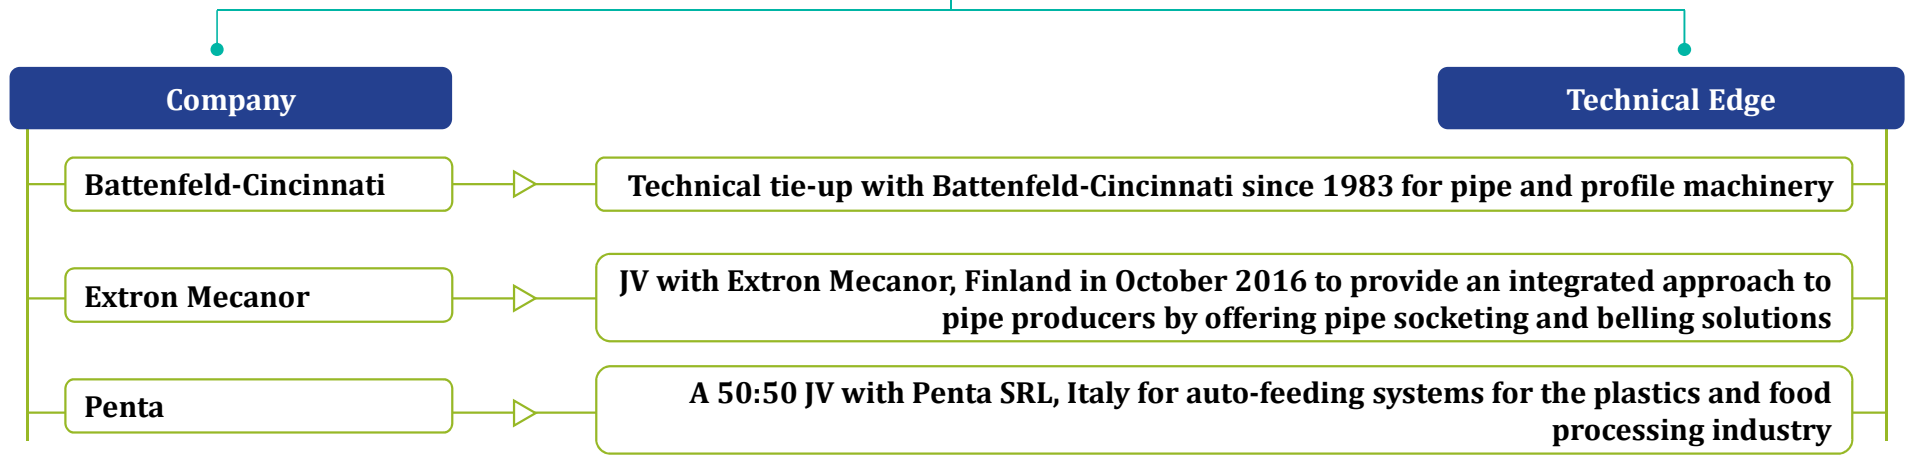 Company
Technical Edge
Battenfeld-Cincinnati
Technical tie-up with Battenfeld-Cincinnati since 1983 for pipe and profile machinery
Extron Mecanor
JV with Extron Mecanor, Finland in October 2016 to provide an integrated approach to
pipe producers by offering pipe socketing and belling solutions
Penta
A 50:50 JV with Penta SRL, Italy for auto-feeding systems for the plastics and food
processing industry